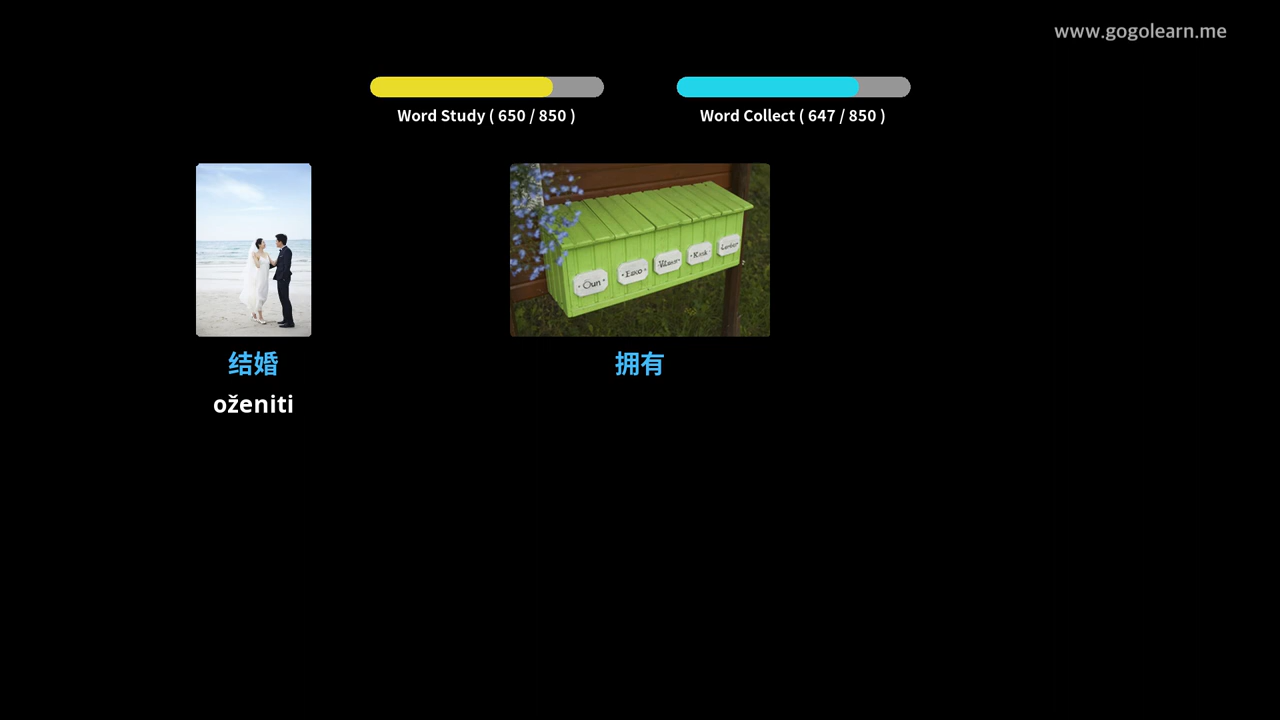 www.gogolearn.me
Word Study ( 650 / 850 )
Word Collect ( 647 / 850 )
结婚
拥有
oženiti